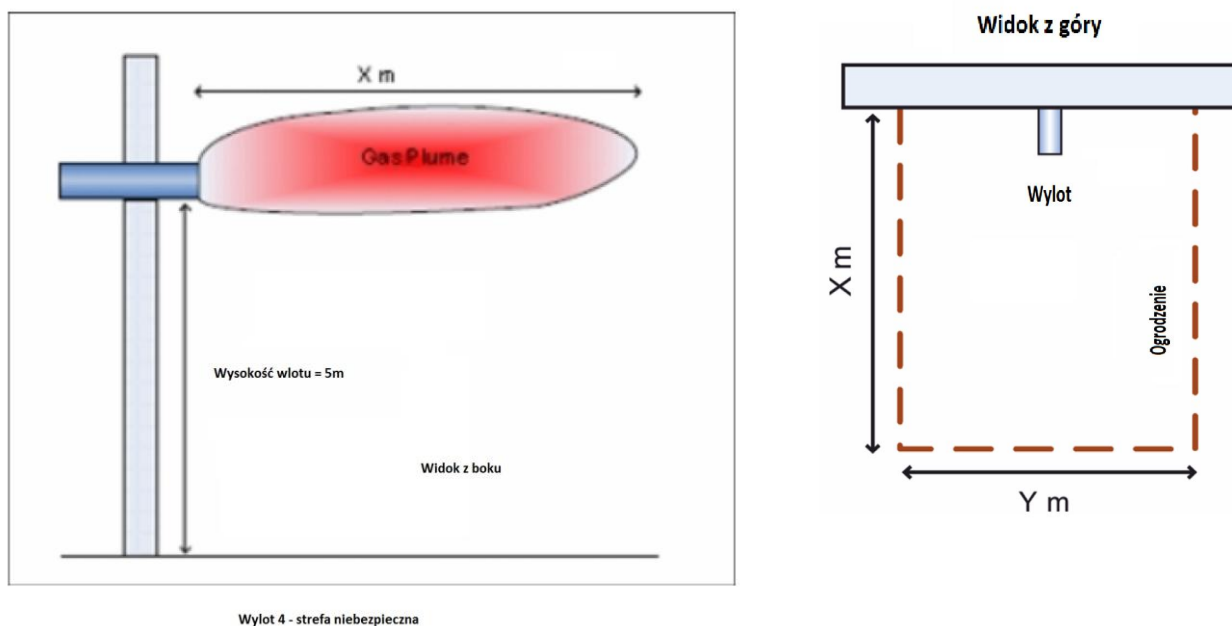 X m
Gas Plume
Wysokość wlotu = 5m
Widok z boku
Wylot 4 - strefa niebezpieczna
Widok z góry
Wylot
X m
Ogrodzenie
Y m